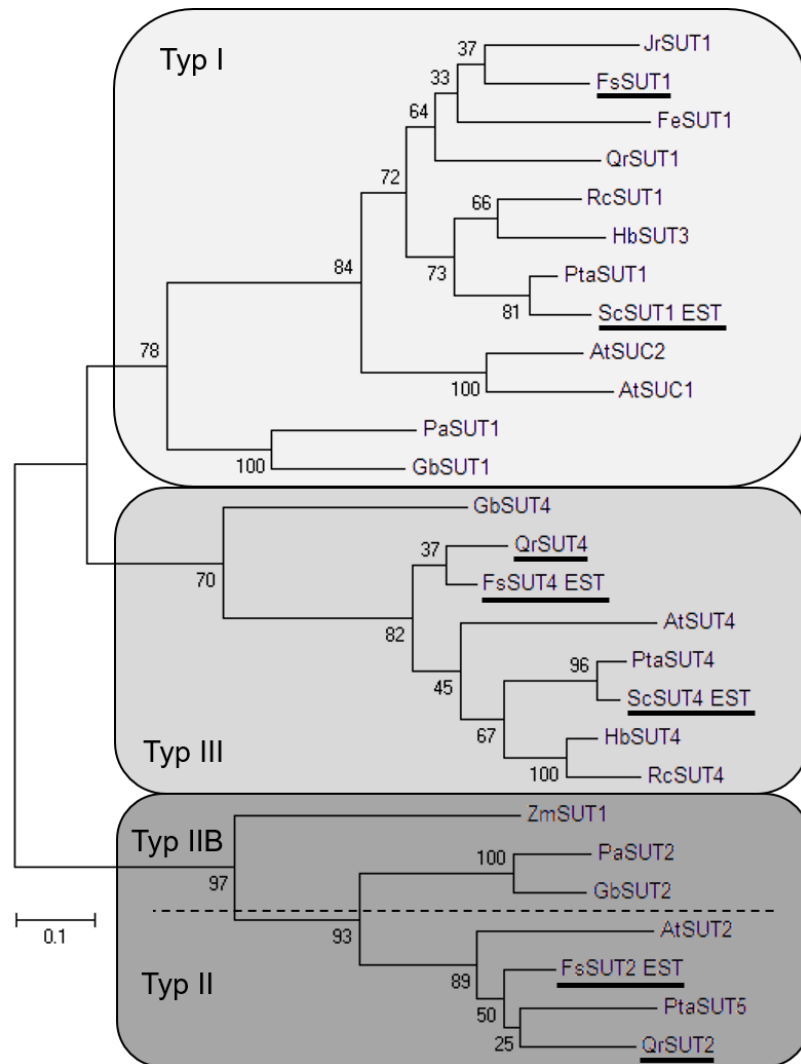 Typ I
37
JrSUT1
FsSUT1
33
64
FeSUT1
QrSUT1
72
66
RcSUT1
HbSUT3
84
73
PtaSUT1
81
ScSUT1 EST
78
AtSUC2
100
AtSUC1
PaSUT1
100
GbSUT1
GbSUT4
37
QrSUT4
70
FsSUT4 EST
82
AtSUT4
96
PtaSUT4
45
ScSUT4 EST
67
HbSUT4
Typ III
100
RcSUT4
ZmSUT1
Typ IIB
100
PaSUT2
97
GbSUT2
0.1
93
AtSUT2
89
FsSUT2 EST
Typ II
50
PtaSUT5
25
QrSUT2